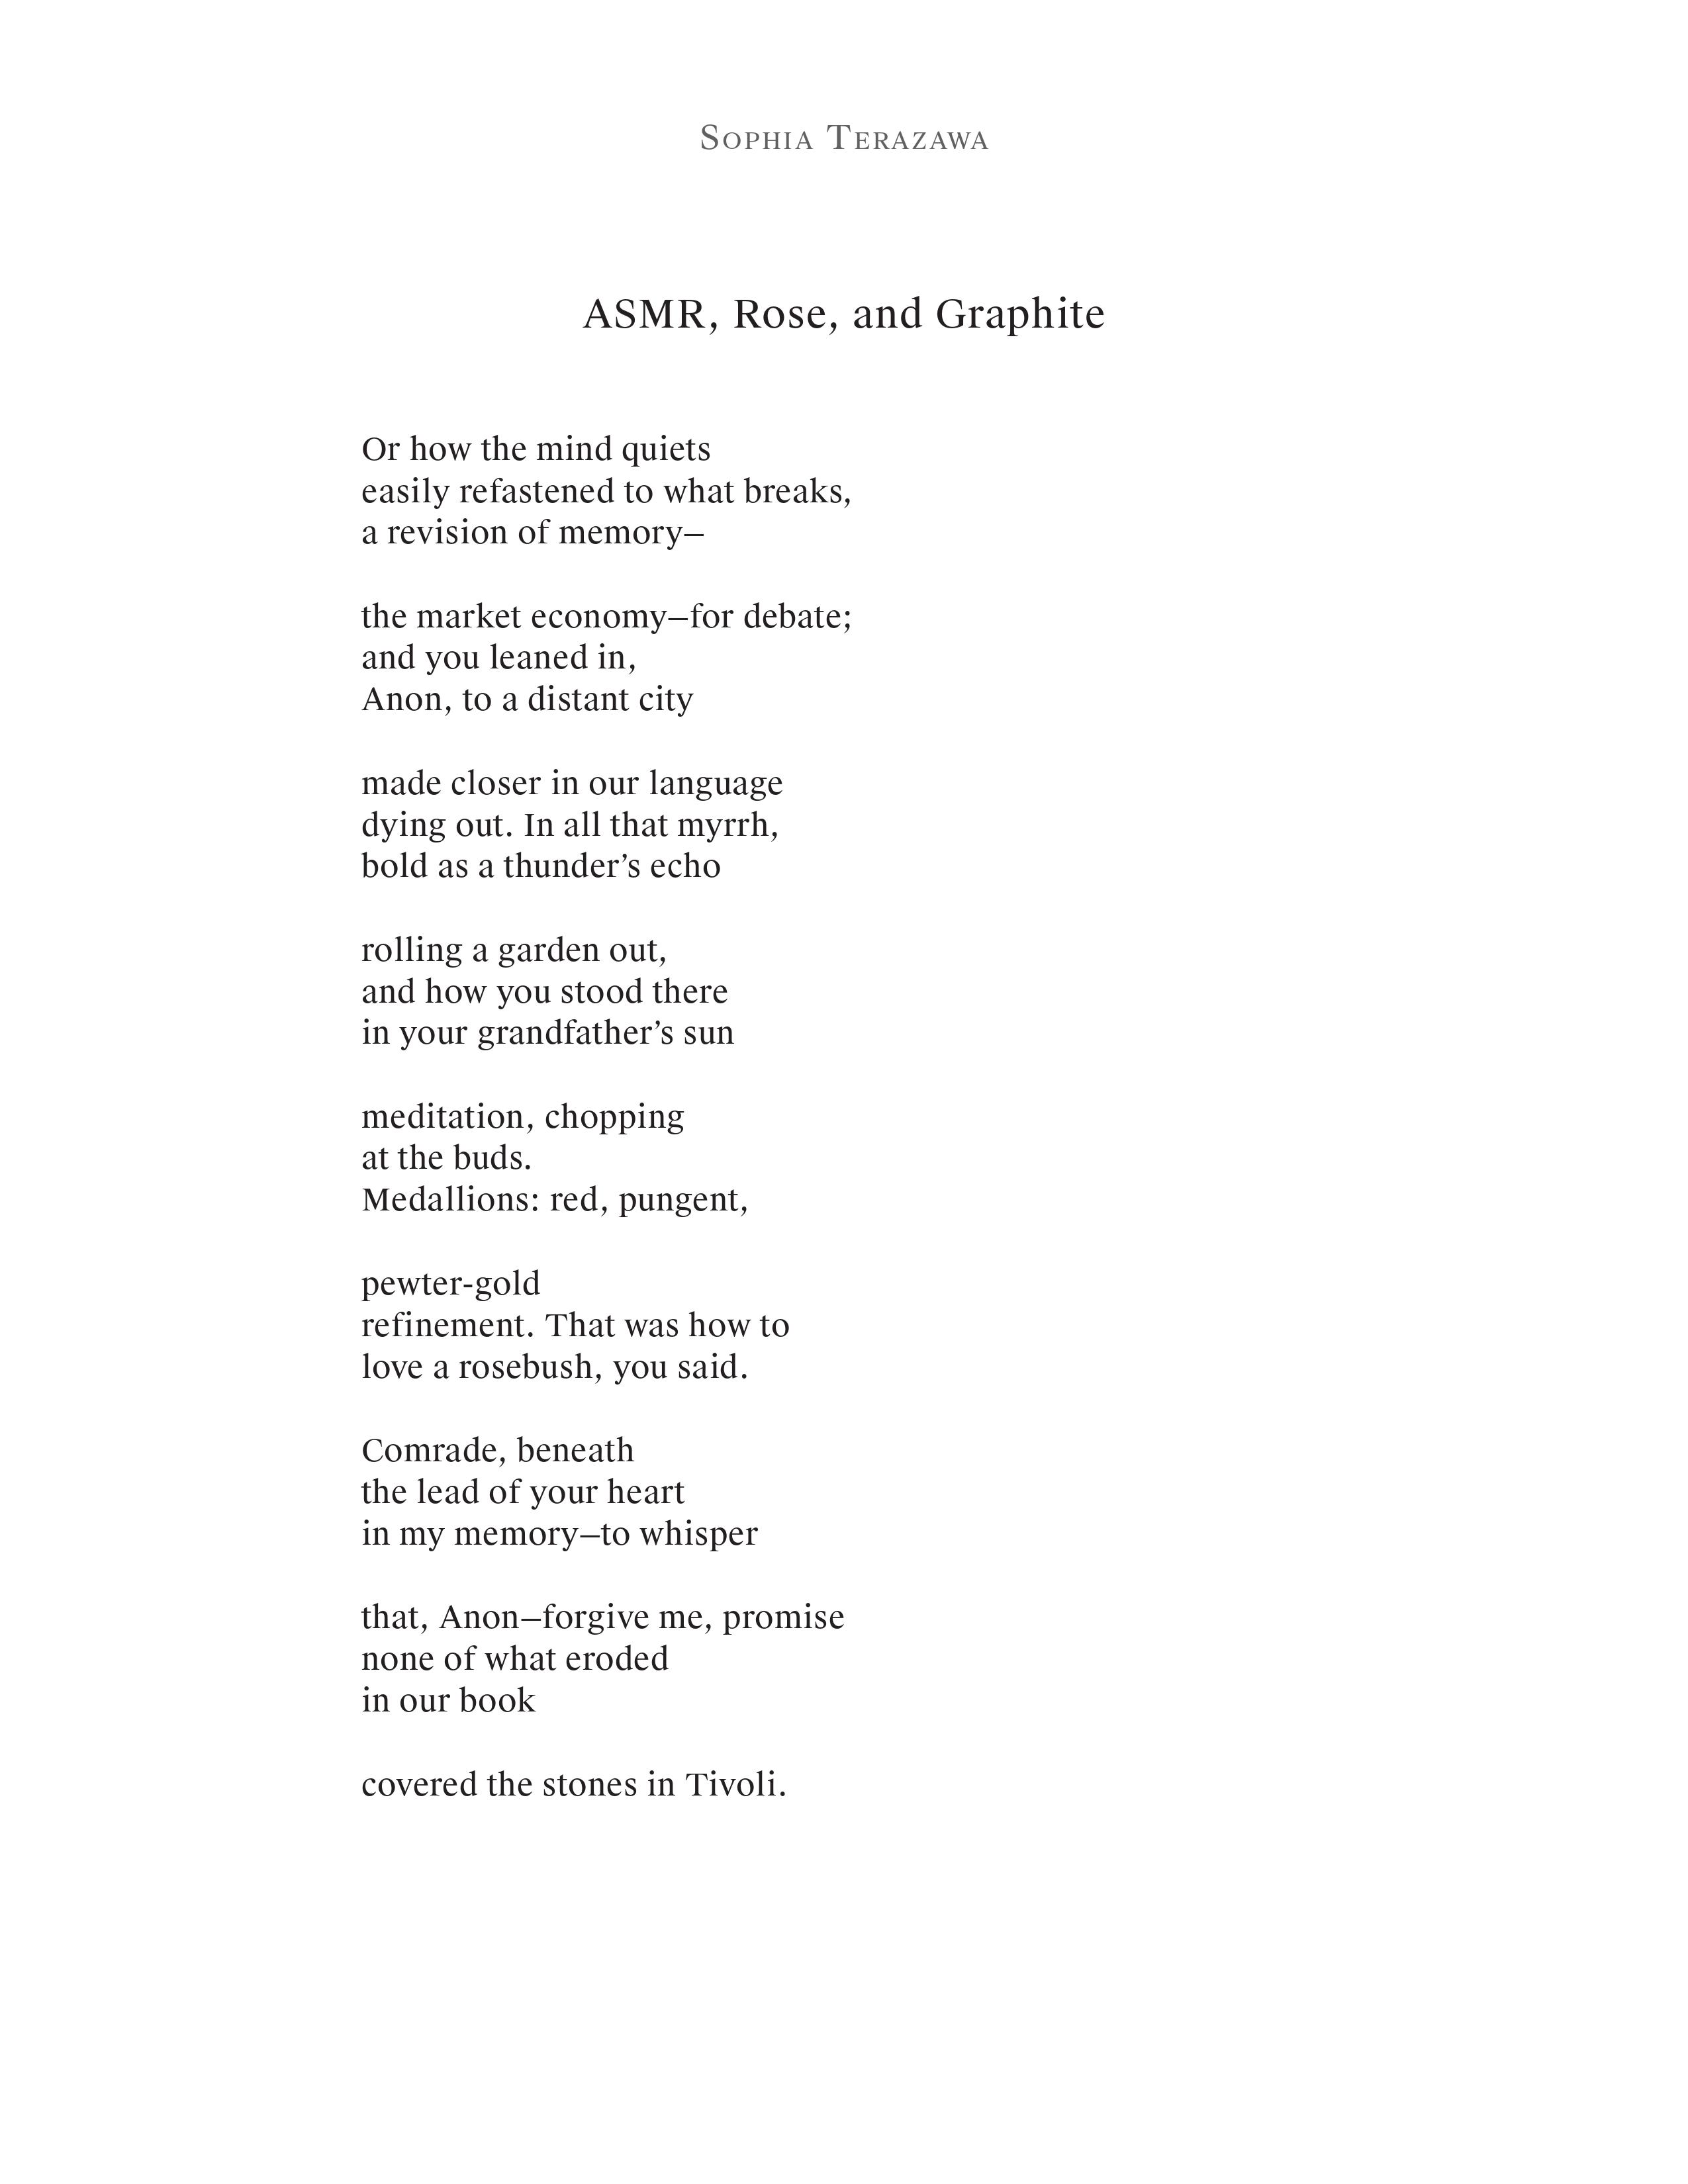 Sophia Terazawa
ASMR, Rose, and Graphite
Or how the mind quiets
easily refastened to what breaks,
a revision of memory–
the market economy–for debate;
and you leaned in,
Anon, to a distant city
made closer in our language
dying out. In all that myrrh,
bold as a thunder’s echo
rolling a garden out,
and how you stood there
in your grandfather’s sun
meditation, chopping
at the buds.
Medallions: red, pungent,
pewter-gold
refinement. That was how to
love a rosebush, you said.
Comrade, beneath
the lead of your heart
in my memory–to whisper
that, Anon–forgive me, promise
none of what eroded
in our book
covered the stones in Tivoli.